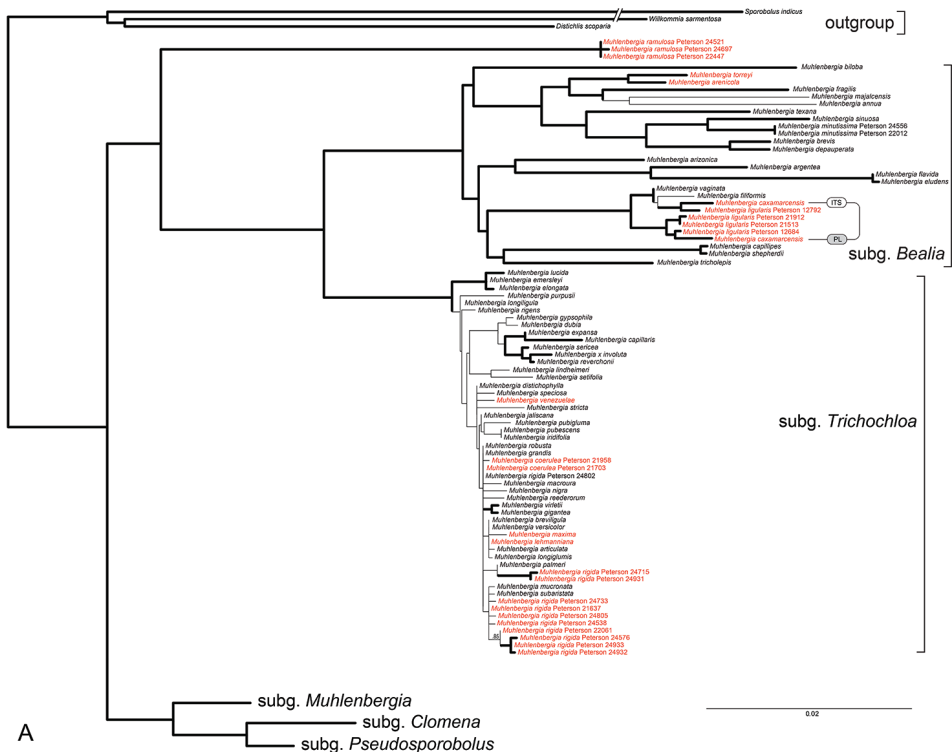 Sporobolus indicus
Willkommia sarmentosa
Distichlis scoparia
outgroup
Muhlenbergia ramulosa Peterson 24521
Muhlenbergia ramulosa Peterson 24697
Muhlenbergia ramulosa Peterson 22447
Muhlenbergia biloba
Muhlenbergia torreyi
Muhlenbergia arenicola
Muhlenbergia fragilis
Muhlenbergia majalcensis
Muhlenbergia annua
Muhlenbergia texana
Muhlenbergia sinuosa
Muhlenbergia minutissima Peterson 24556
Muhlenbergia minutissima Peterson 22012
Muhlenbergia brevis
Muhlenbergia depauperata
Muhlenbergia arizonica
Muhlenbergia argentea
Muhlenbergia flavida
Muhlenbergia eludens
Muhlenbergia vaginata
Muhlenbergia filiformis
Muhlenbergia caxamarcensis
ITS
Muhlenbergia ligularis Peterson 12792
Muhlenbergia ligularis Peterson 21912
Muhlenbergia ligularis Peterson 21513
Muhlenbergia ligularis Peterson 12684
Muhlenbergia caxamarcensis
PL
Muhlenbergia capillipes
Muhlenbergia shepherdii
subg. Bealia
Muhlenbergia tricholepis
Muhlenbergia lucida
Muhlenbergia emersleyi
Muhlenbergia elongata
Muhlenbergia purpusii
Muhlenbergia longiligula
Muhlenbergia rigens
Muhlenbergia gypsophila
Muhlenbergia dubia
Muhlenbergia expansa
Muhlenbergia capillaris
Muhlenbergia sericea
Muhlenbergia x involuta
Muhlenbergia reverchonii
Muhlenbergia lindheimeri
Muhlenbergia setifolia
Muhlenbergia distichophylla
Muhlenbergia speciosa
Muhlenbergia venezuelae
Muhlenbergia stricta
Muhlenbergia jaliscana
subg. Trichochloa
Muhlenbergia pubigluma
Muhlenbergia pubescens
Muhlenbergia iridifolia
Muhlenbergia robusta
Muhlenbergia grandis
Muhlenbergia coerulea Peterson 21958
Muhlenbergia coerulea Peterson 21703
Muhlenbergia rigida Peterson 24802
Muhlenbergia macroura
Muhlenbergia nigra
Muhlenbergia reederorum
Muhlenbergia virletii
Muhlenbergia gigantea
Muhlenbergia breviligula
Muhlenbergia versicolor
Muhlenbergia maxima
Muhlenbergia lehmanniana
Muhlenbergia articulata
Muhlenbergia longiglumis
Muhlenbergia palmeri
Muhlenbergia rigida Peterson 24715
Muhlenbergia rigida Peterson 24931
Muhlenbergia mucronata
Muhlenbergia subaristata
Muhlenbergia rigida Peterson 24733
Muhlenbergia rigida Peterson 21637
Muhlenbergia rigida Peterson 24805
Muhlenbergia rigida Peterson 24538
Muhlenbergia rigida Peterson 22061
Muhlenbergia rigida Peterson 24576
Muhlenbergia rigida Peterson 24933
Muhlenbergia rigida Peterson 24932
subg. Muhlenbergia
subg. Clomena
0.02
A
subg. Pseudosporobolus